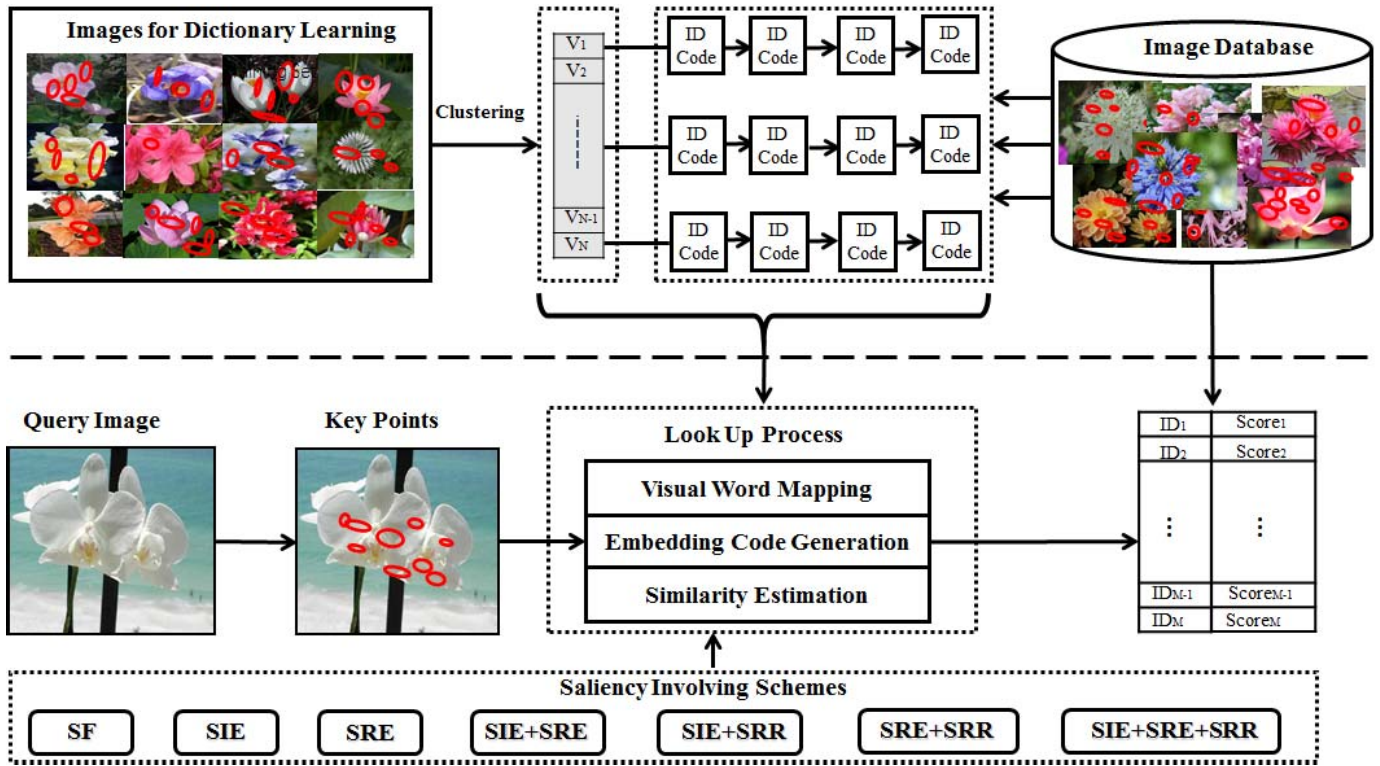 Images for Dictionary Learning
Clustering
V1
V2
VN-1
VN
ID Code
ID Code
ID Code
ID Code
ID Code
ID Code
ID Code
ID Code
ID Code
ID Code
ID Code
ID Code
Image Database
Query Image
Key Points
Look Up Process
Visual Word Mapping
Embedding Code Generation
Similarity Estimation
ID1 Score1
ID2 Score2
⋮ ⋮
IDM-1 ScoreM-1
IDM ScoreM
Saliency Involving Schemes
SF
SIE
SRE
SIE+SRE
SIE+SRR
SRE+SRR
SIE+SRE+SRR